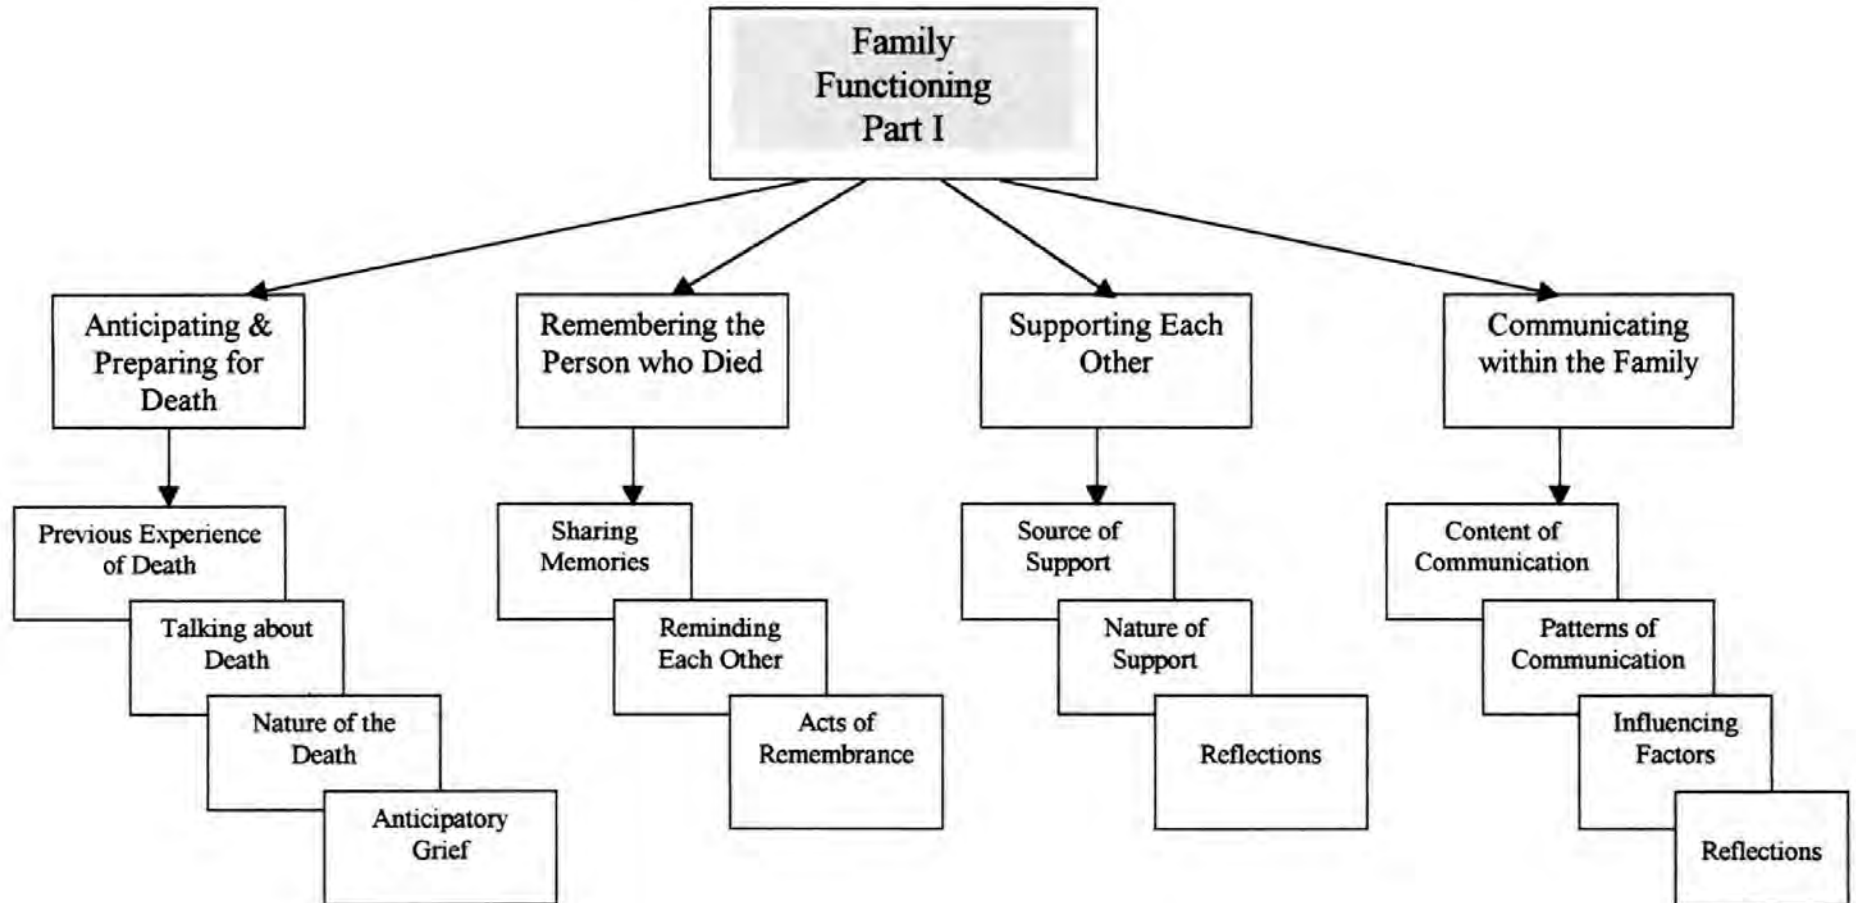 Family
Functioning
Part I
Anticipating &
Preparing for
Death
Remembering the
Person who Died
Supporting Each
Other
Communicating
within the Family
Previous Experience
of Death
Talking about
Death
Nature of the
Death
Anticipatory
Grief
Sharing
Memories
Reminding
Each Other
Acts of
Remembrance
Source of
Support
Nature of
Support
Reflections
Content of
Communication
Patterns of
Communication
Influencing
Factors
Reflections